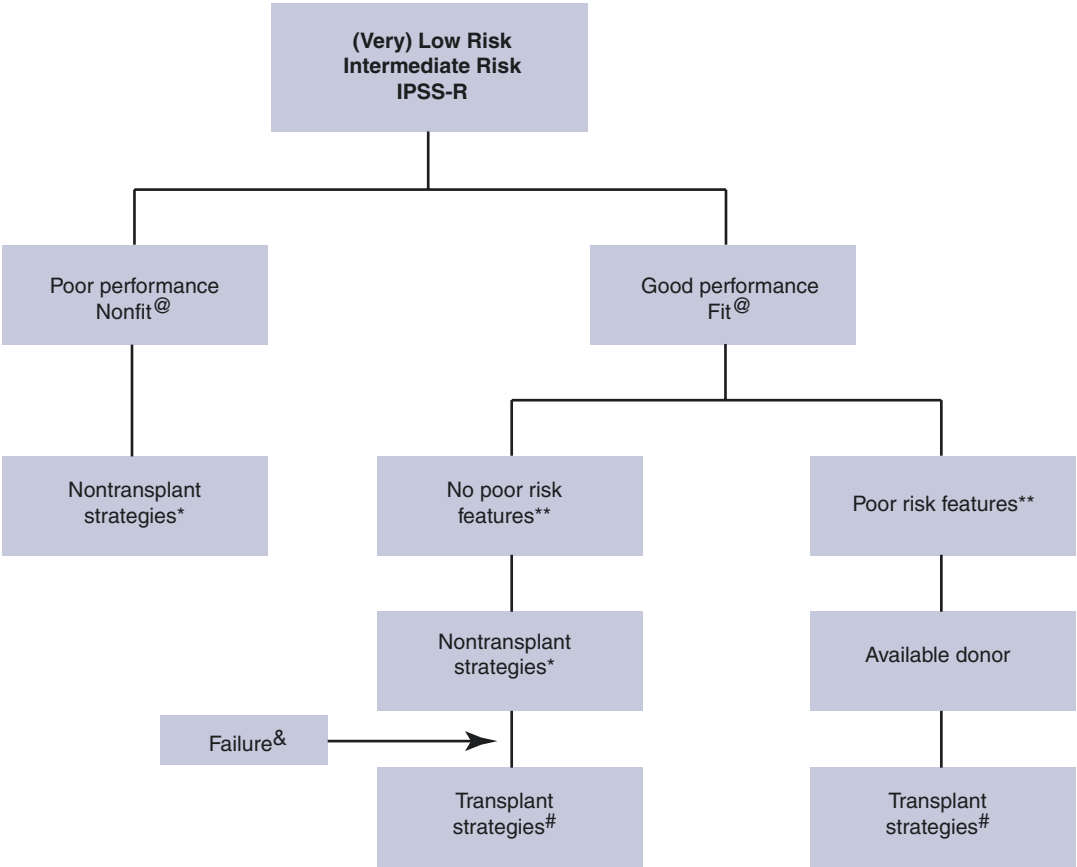 (Very) Low Risk
Intermediate Risk
IPSS-R
Poor performance
Nonfit@
Good performance
Fit@
Nontransplant
strategies*
No poor risk
features**
Poor risk features**
Nontransplant
strategies*
Available donor
Failure&
Transplant
strategies#
Transplant
strategies#